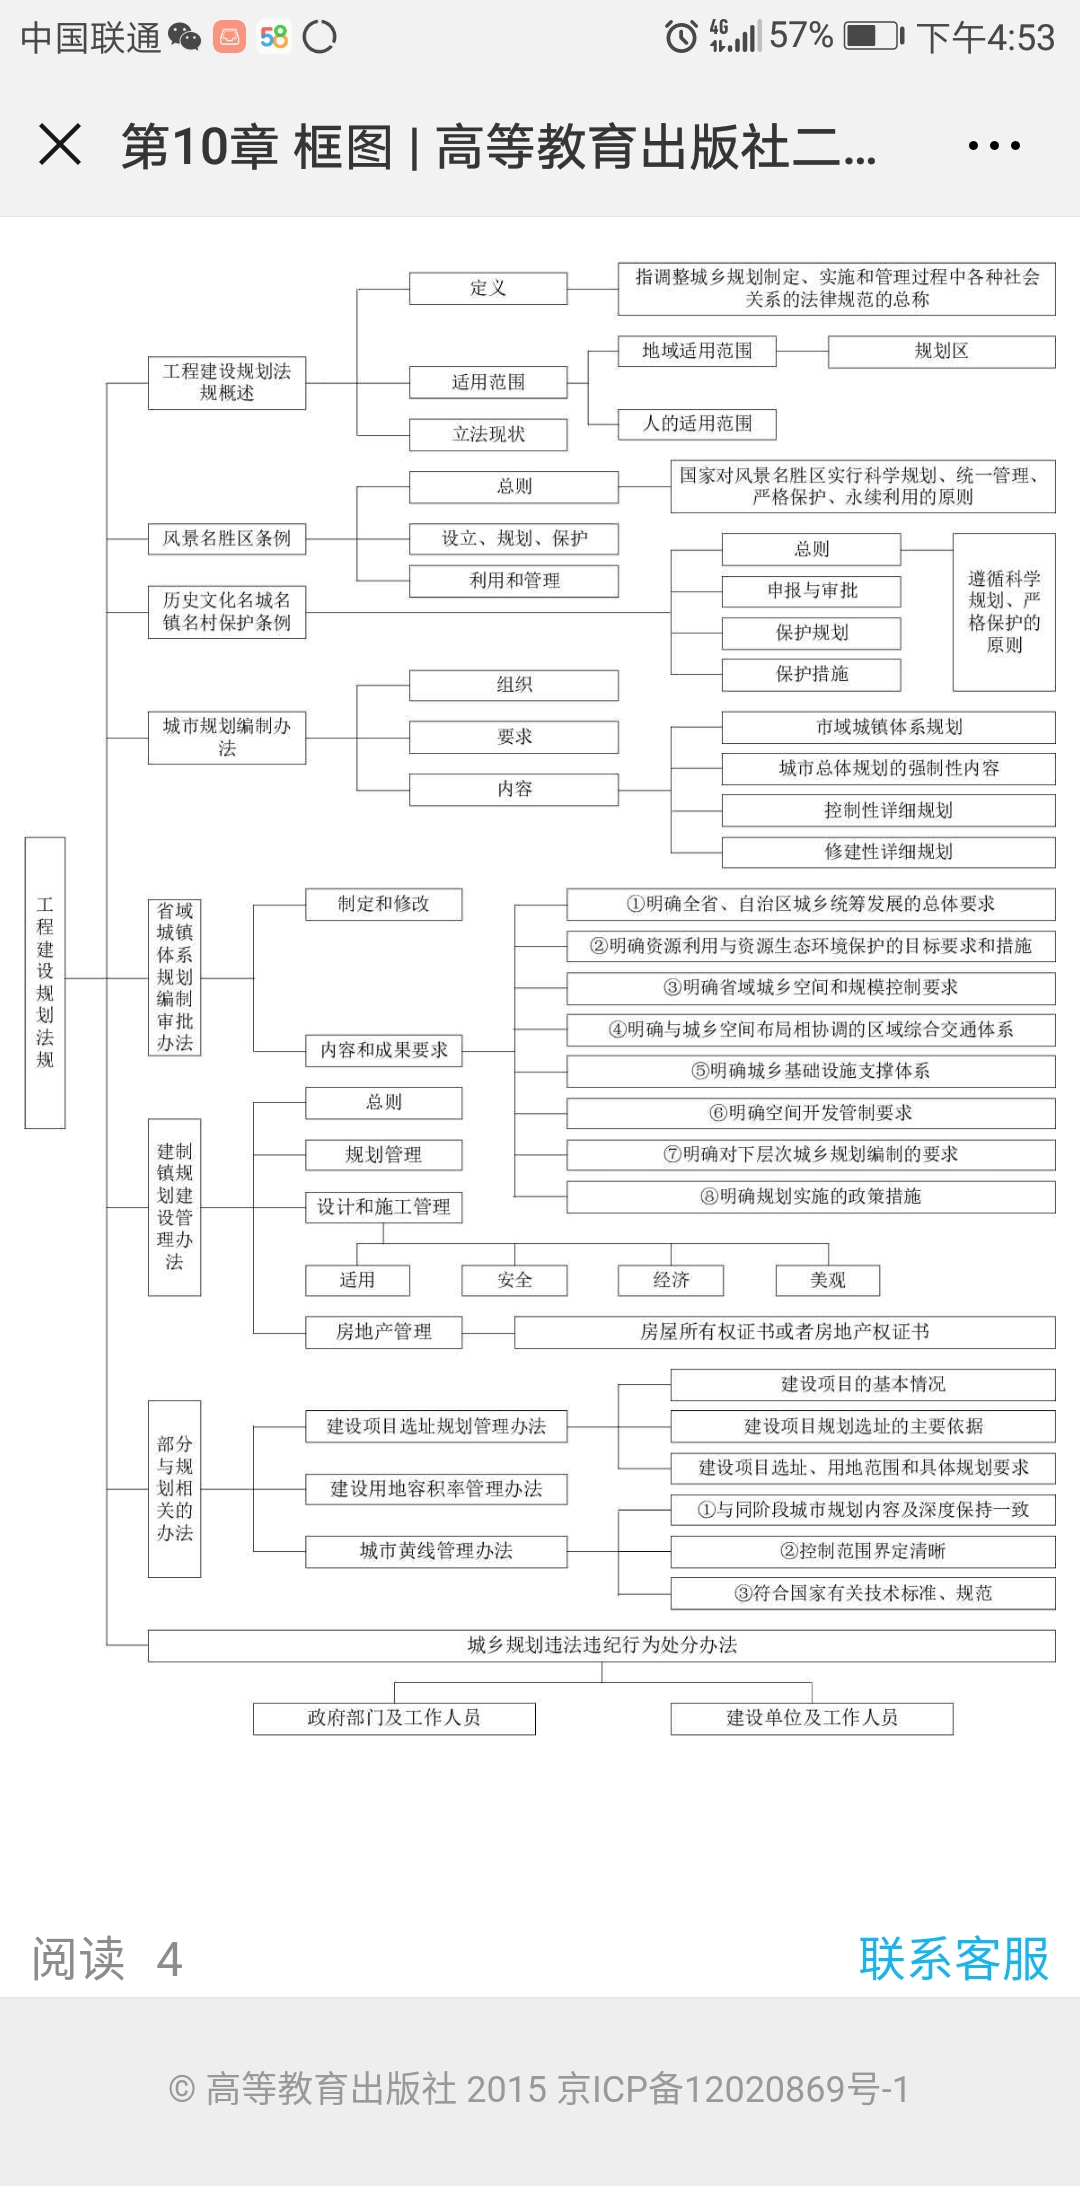 中国联通 58 4G 57% 下午4:53
第10章 框图 | 高等教育出版社二...
定义
指调整城乡规划制定、实施和管理过程中各种社会
关系的法律规范的总称
工程建设规划法
规概述
适用范围
地域适用范围
规划区
人的适用范围
立法现状
风景名胜区条例
总则
国家对风景名胜区实行科学规划、统一管理、
严格保护、永续利用的原则
设立、规划、保护
利用和管理
历史文化名城名
镇名村保护条例
总则
遵循科学
规划、严
格保护的
原则
申报与审批
保护规划
保护措施
城市规划编制办
法
组织
要求
内容
市域城镇体系规划
城市总体规划的强制性内容
控制性详细规划
修建性详细规划
工程建设规划法规
省域
城镇
体系
规划
编制
审批
办法
制定和修改
内容和成果要求
①明确全省、自治区城乡统筹发展的总体要求
②明确资源利用与资源生态环境保护的目标要求和措施
③明确省域城乡空间和规模控制要求
④明确与城乡空间布局相协调的区域综合交通体系
⑤明确城乡基础设施支撑体系
⑥明确空间开发管制要求
⑦明确对下层次城乡规划编制的要求
⑧明确规划实施的政策措施
建制
镇规
划建
设管
理办
法
总则
规划管理
设计和施工管理
适用
安全
经济
美观
房地产管理
房屋所有权证书或者房地产权证书
部分
与规
划相
关的
办法
建设项目选址规划管理办法
建设项目的基本情况
建设项目规划选址的主要依据
建设项目选址、用地范围和具体规划要求
建设用地容积率管理办法
城市黄线管理办法
①与同阶段城市规划内容及深度保持一致
②控制范围界定清晰
③符合国家有关技术标准、规范
城乡规划违法违纪行为处分办法
政府部门及工作人员
建设单位及工作人员
阅读 4
联系客服
© 高等教育出版社 2015 京ICP备12020869号-1